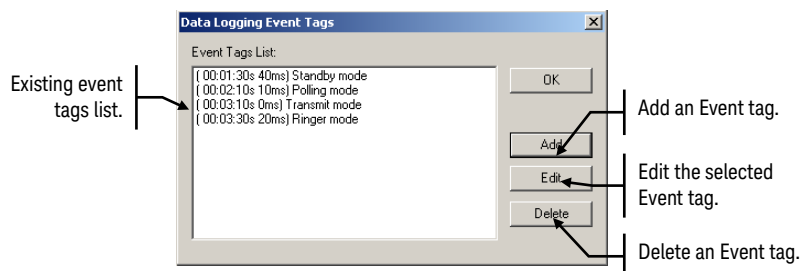 Data Logging Event Tags
Event Tags List:
( 00:01:30s 40ms) Standby mode
( 00:02:10s 10ms) Polling mode
( 00:03:10s 0ms) Transmit mode
( 00:03:30s 20ms) Ringer mode
OK
Add
Edit
Delete
Existing event
tags list.
Add an Event tag.
Edit the selected
Event tag.
Delete an Event tag.